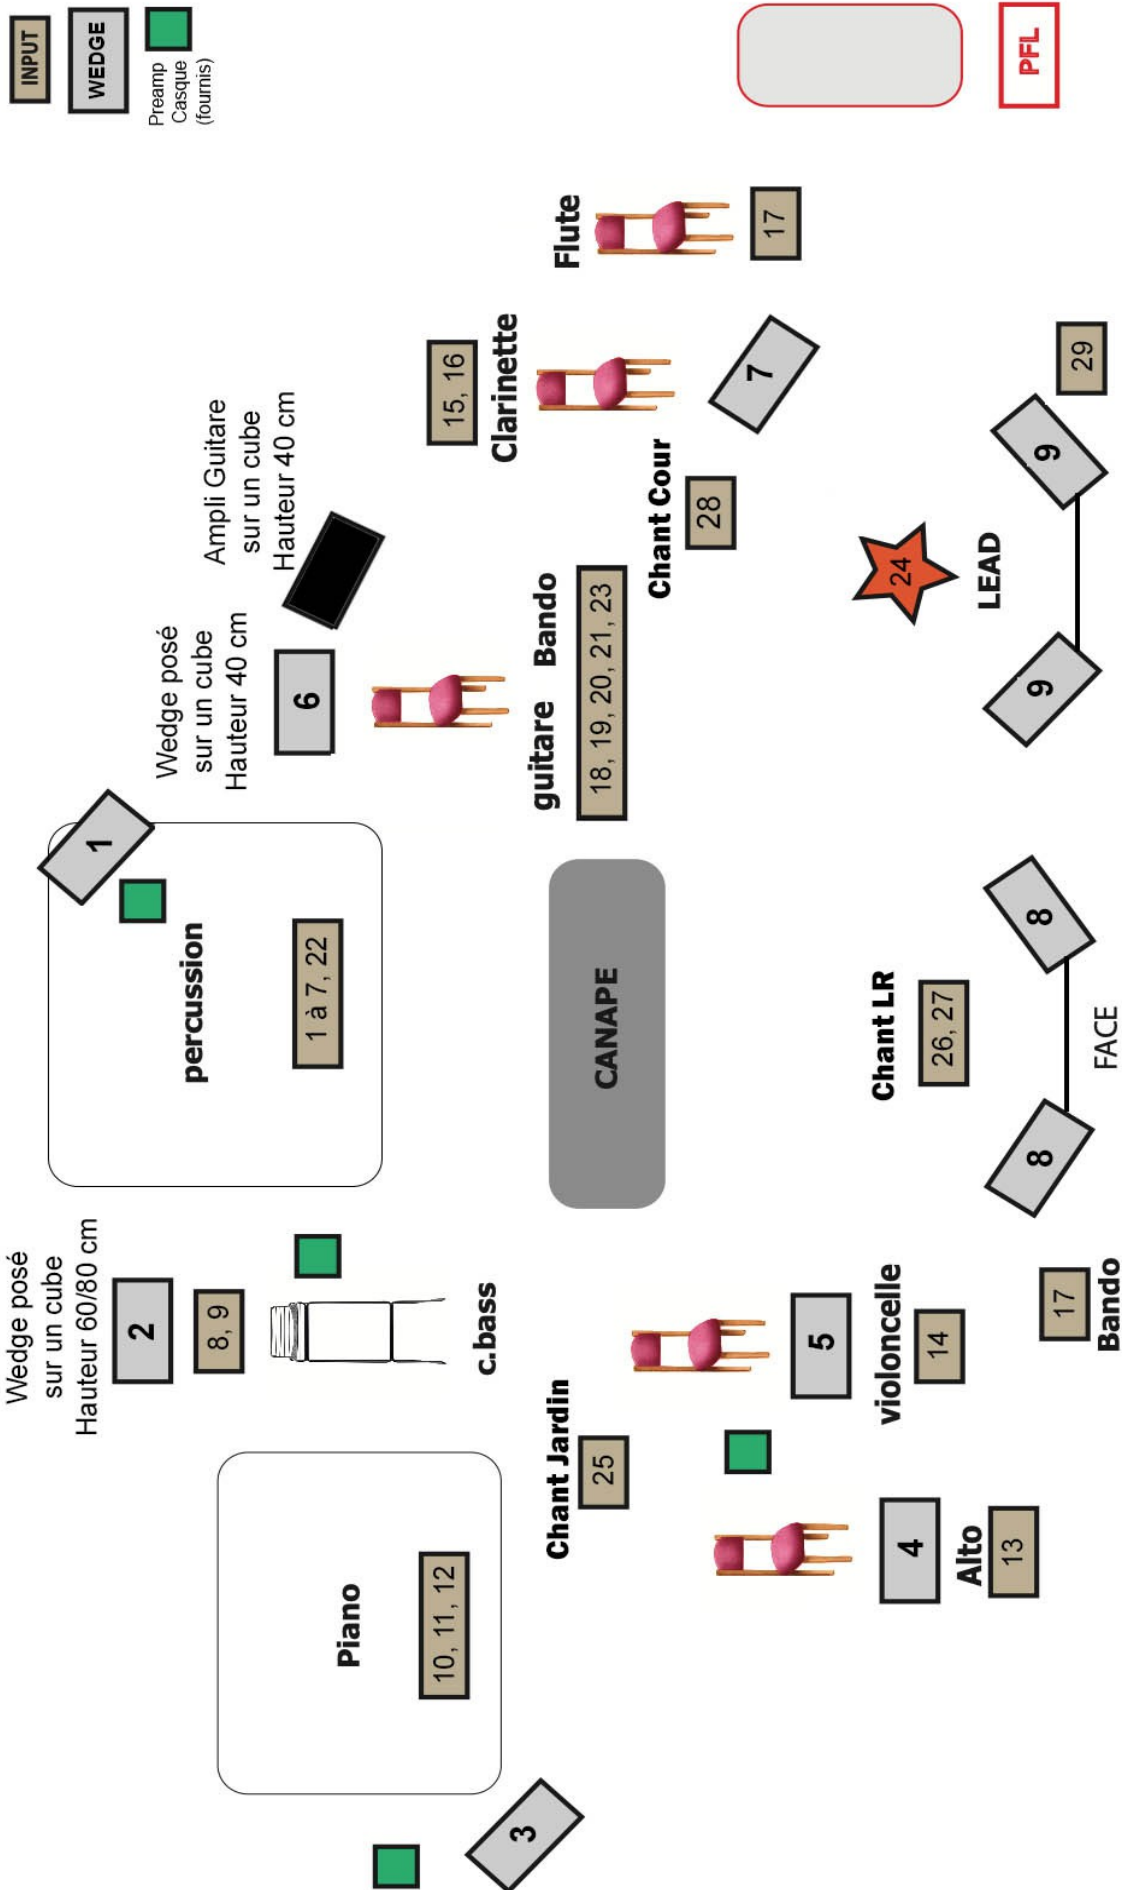 Wedge posé
sur un cube
Hauteur 60/80 cm
INPUT
WEDGE
Preamp
Casque
(fournis)
2
1
Wedge posé
sur un cube
Hauteur 40 cm
Ampli Guitare
sur un cube
Hauteur 40 cm
8, 9
percussion
1 à 7, 22
6
Piano
10, 11, 12
c.bass
15, 16
Clarinette
3
Chant Jardin
25
CANAPE
guitare Bando
18, 19, 20, 21, 23
Flute
17
Chant Cour
28
7
5
violoncelle
14
4
Alto
13
Chant LR
26, 27
24
LEAD
PFL
8
8
9
9
17
Bando
FACE
29